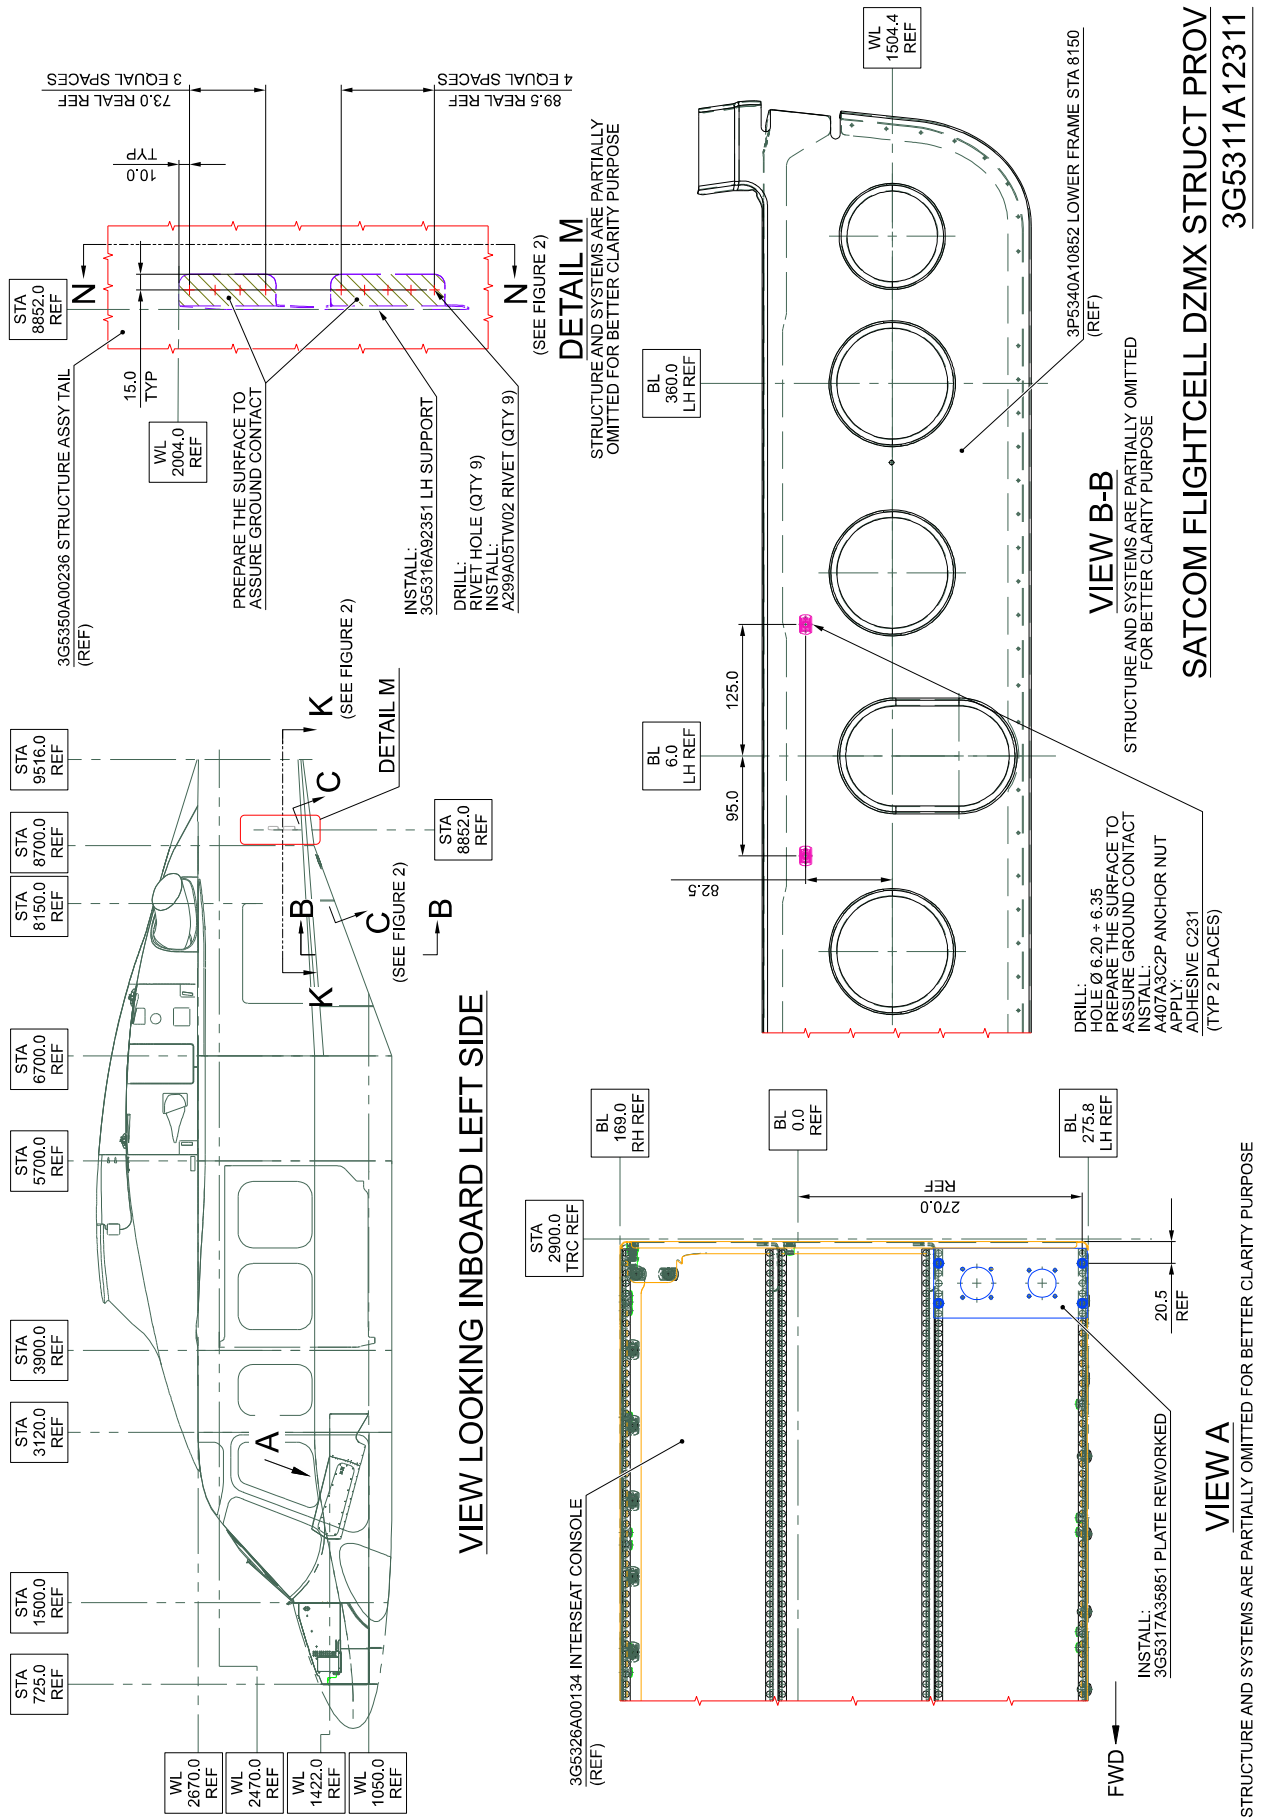 STA
725.0
REF
STA
1500.0
REF
STA
3120.0
REF
STA
3900.0
REF
STA
5700.0
REF
STA
6700.0
REF
STA
8150.0
REF
STA
8700.0
REF
STA
9516.0
REF
WL
2670.0
REF
WL
2470.0
REF
WL
1422.0
REF
WL
1050.0
REF
A
K
B
C
(SEE FIGURE 2)
B
C
K
(SEE FIGURE 2)
DETAIL M
STA
8852.0
REF
VIEW LOOKING INBOARD LEFT SIDE
3G5350A00236 STRUCTURE ASSY TAIL
(REF)
STA
8852.0
REF
N
15.0
TYP
WL
2004.0
REF
10.0
TYP
73.0 REAL REF
3 EQUAL SPACES
89.5 REAL REF
4 EQUAL SPACES
PREPARE THE SURFACE TO
ASSURE GROUND CONTACT
INSTALL:
3G5316A92351 LH SUPPORT
DRILL:
RIVET HOLE (QTY 9)
INSTALL:
A299A05TW02 RIVET (QTY 9)
N
(SEE FIGURE 2)
DETAIL M
STRUCTURE AND SYSTEMS ARE PARTIALLY
OMITTED FOR BETTER CLARITY PURPOSE
3G5326A00134 INTERSEAT CONSOLE
(REF)
STA
2900.0
TRC REF
BL
169.0
RH REF
BL
0.0
REF
BL
275.8
LH REF
270.0
REF
20.5
REF
INSTALL:
3G5317A35851 PLATE REWORKED
FWD
VIEW A
STRUCTURE AND SYSTEMS ARE PARTIALLY OMITTED FOR BETTER CLARITY PURPOSE
BL
6.0
LH REF
BL
360.0
LH REF
WL
1504.4
REF
82.5
95.0
125.0
DRILL:
HOLE Ø 6.20 ÷ 6.35
PREPARE THE SURFACE TO
ASSURE GROUND CONTACT
INSTALL:
A407A3C2P ANCHOR NUT
APPLY:
ADHESIVE C231
(TYP 2 PLACES)
3P5340A10852 LOWER FRAME STA 8150
(REF)
VIEW B-B
STRUCTURE AND SYSTEMS ARE PARTIALLY OMITTED
FOR BETTER CLARITY PURPOSE
SATCOM FLIGHTCELL DZMX STRUCT PROV
3G5311A12311